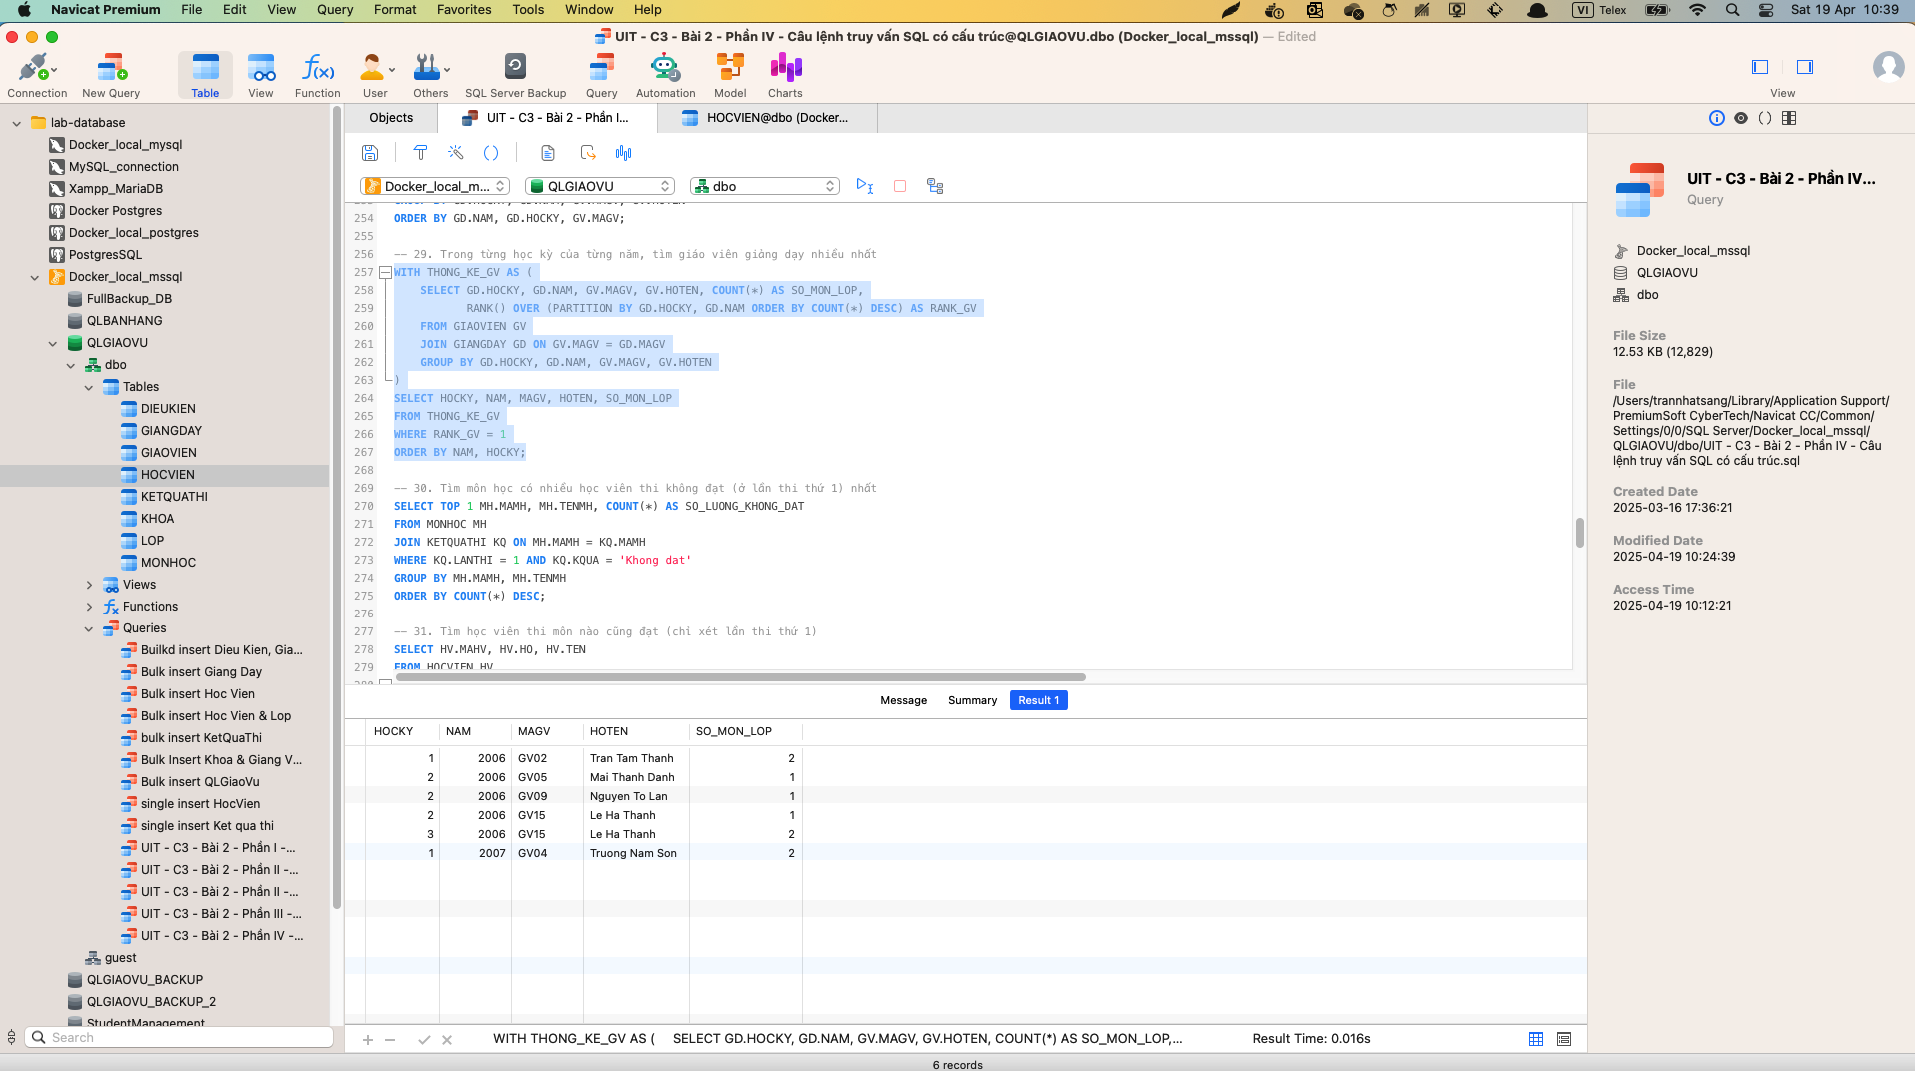 Navicat Premium File Edit View Query Format Favorites Tools Window Help VI Telex Sat 19 Apr 10:39
UIT - C3 - Bài 2 - Phần IV - Câu lệnh truy vấn SQL có cấu trúc@QLGIAOVU.dbo (Docker_local_mssql) — Edited
Connection New Query Table View Function User Others SQL Server Backup Query Automation Model Charts View
lab-database
Docker_local_mysql
MySQL_connection
Xampp_MariaDB
Docker Postgres
Docker_local_postgres
PostgresSQL
Docker_local_mssql
FullBackup_DB
QLBANHANG
QLGIAOVU
dbo
Tables
DIEUKIEN
GIANGDAY
GIAOVIEN
HOCVIEN
KETQUATHI
KHOA
LOP
MONHOC
Views
Functions
Queries
Builkd insert Dieu Kien, Gia...
Bulk insert Giang Day
Bulk insert Hoc Vien
Bulk insert Hoc Vien & Lop
bulk insert KetQuaThi
Bulk Insert Khoa & Giang V...
Bulk insert QLGiaoVu
single insert HocVien
single insert Ket qua thi
UIT - C3 - Bài 2 - Phần I -...
UIT - C3 - Bài 2 - Phần II -...
UIT - C3 - Bài 2 - Phần II -...
UIT - C3 - Bài 2 - Phần III -...
UIT - C3 - Bài 2 - Phần IV -...
guest
QLGIAOVU_BACKUP
QLGIAOVU_BACKUP_2
StudentManagement
Search
Objects UIT - C3 - Bài 2 - Phần I... HOCVIEN@dbo (Docker...
Docker_local_m... QLGIAOVU dbo
254 ORDER BY GD.NAM, GD.HOCKY, GV.MAGV;
255
256 -- 29. Trong từng học kỳ của từng năm, tìm giáo viên giảng dạy nhiều nhất
257 WITH THONG_KE_GV AS (
258 SELECT GD.HOCKY, GD.NAM, GV.MAGV, GV.HOTEN, COUNT(*) AS SO_MON_LOP,
259 RANK() OVER (PARTITION BY GD.HOCKY, GD.NAM ORDER BY COUNT(*) DESC) AS RANK_GV
260 FROM GIAOVIEN GV
261 JOIN GIANGDAY GD ON GV.MAGV = GD.MAGV
262 GROUP BY GD.HOCKY, GD.NAM, GV.MAGV, GV.HOTEN
263 )
264 SELECT HOCKY, NAM, MAGV, HOTEN, SO_MON_LOP
265 FROM THONG_KE_GV
266 WHERE RANK_GV = 1
267 ORDER BY NAM, HOCKY;
268
269 -- 30. Tìm môn học có nhiều học viên thi không đạt (ở lần thi thứ 1) nhất
270 SELECT TOP 1 MH.MAMH, MH.TENMH, COUNT(*) AS SO_LUONG_KHONG_DAT
271 FROM MONHOC MH
272 JOIN KETQUATHI KQ ON MH.MAMH = KQ.MAMH
273 WHERE KQ.LANTHI = 1 AND KQ.KQUA = 'Khong dat'
274 GROUP BY MH.MAMH, MH.TENMH
275 ORDER BY COUNT(*) DESC;
276
277 -- 31. Tìm học viên thi môn nào cũng đạt (chỉ xét lần thi thứ 1)
278 SELECT HV.MAHV, HV.HO, HV.TEN
279 FROM HOCVIEN HV
Message Summary Result 1
HOCKY NAM MAGV HOTEN SO_MON_LOP
1 2006 GV02 Tran Tam Thanh 2
2 2006 GV05 Mai Thanh Danh 1
2 2006 GV09 Nguyen To Lan 1
2 2006 GV15 Le Ha Thanh 1
3 2006 GV15 Le Ha Thanh 2
1 2007 GV04 Truong Nam Son 2
WITH THONG_KE_GV AS ( SELECT GD.HOCKY, GD.NAM, GV.MAGV, GV.HOTEN, COUNT(*) AS SO_MON_LOP,... Result Time: 0.016s
6 records
UIT - C3 - Bài 2 - Phần IV...
Query
Docker_local_mssql
QLGIAOVU
dbo
File Size
12.53 KB (12,829)
File
/Users/trannhatsang/Library/Application Support/
PremiumSoft CyberTech/Navicat CC/Common/
Settings/0/0/SQL Server/Docker_local_mssql/
QLGIAOVU/dbo/UIT - C3 - Bài 2 - Phần IV - Câu
lệnh truy vấn SQL có cấu trúc.sql
Created Date
2025-03-16 17:36:21
Modified Date
2025-04-19 10:24:39
Access Time
2025-04-19 10:12:21